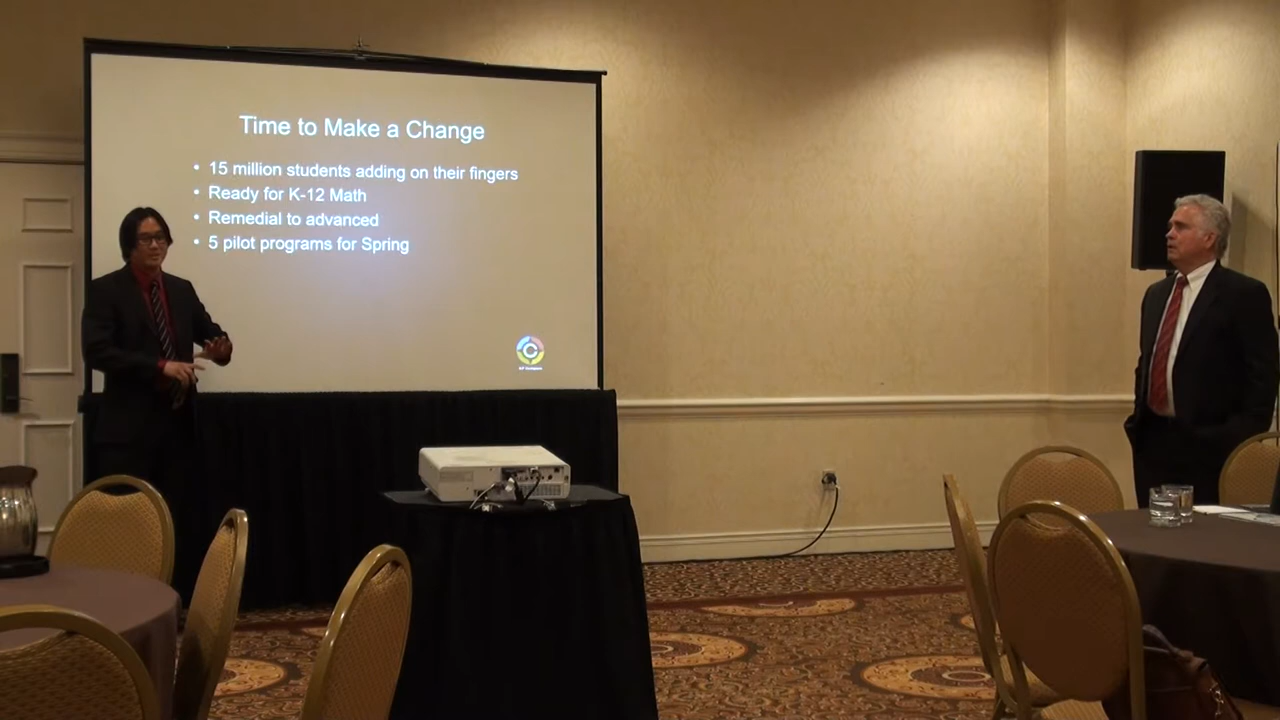 Time to Make a Change
• 15 million students adding on their fingers
• Ready for K-12 Math
• Remedial to advanced
• 5 pilot programs for Spring